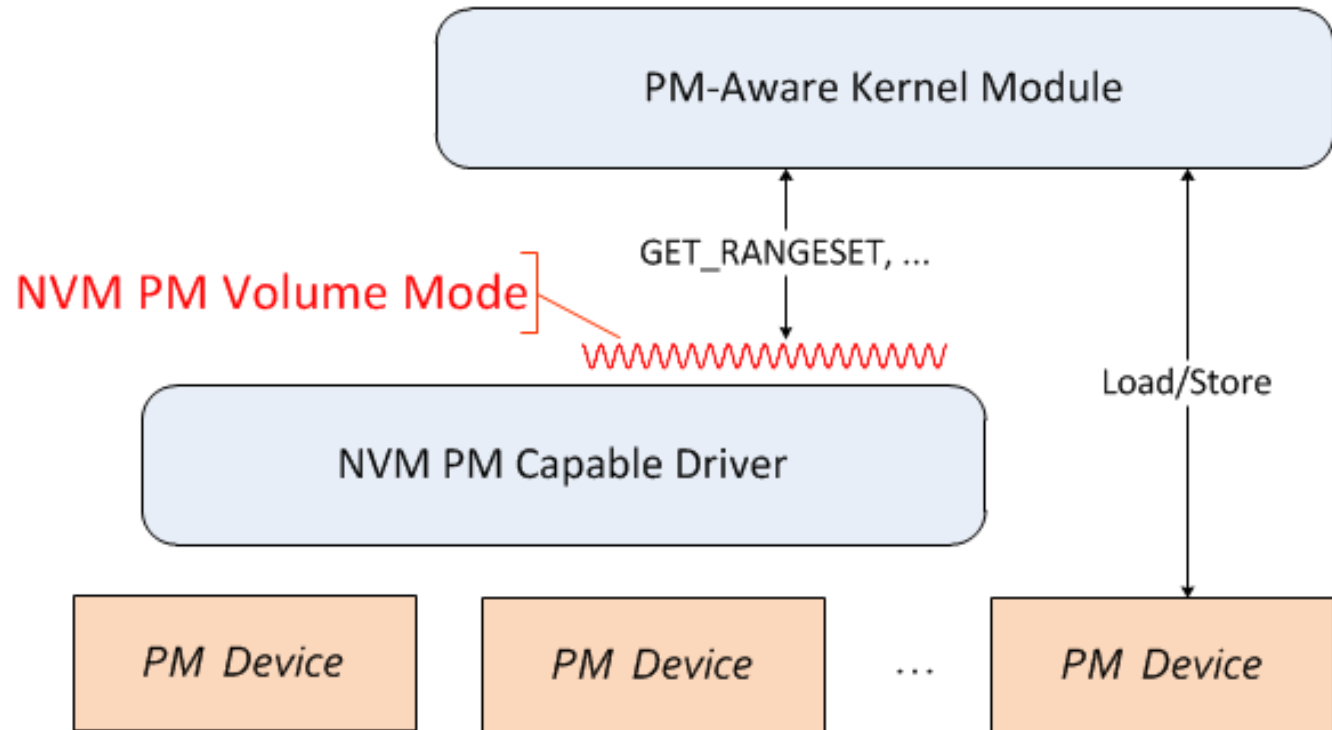 PM-Aware Kernel Module
GET_RANGESET, ...
NVM PM Volume Mode
Load/Store
NVM PM Capable Driver
PM Device
PM Device
...
PM Device